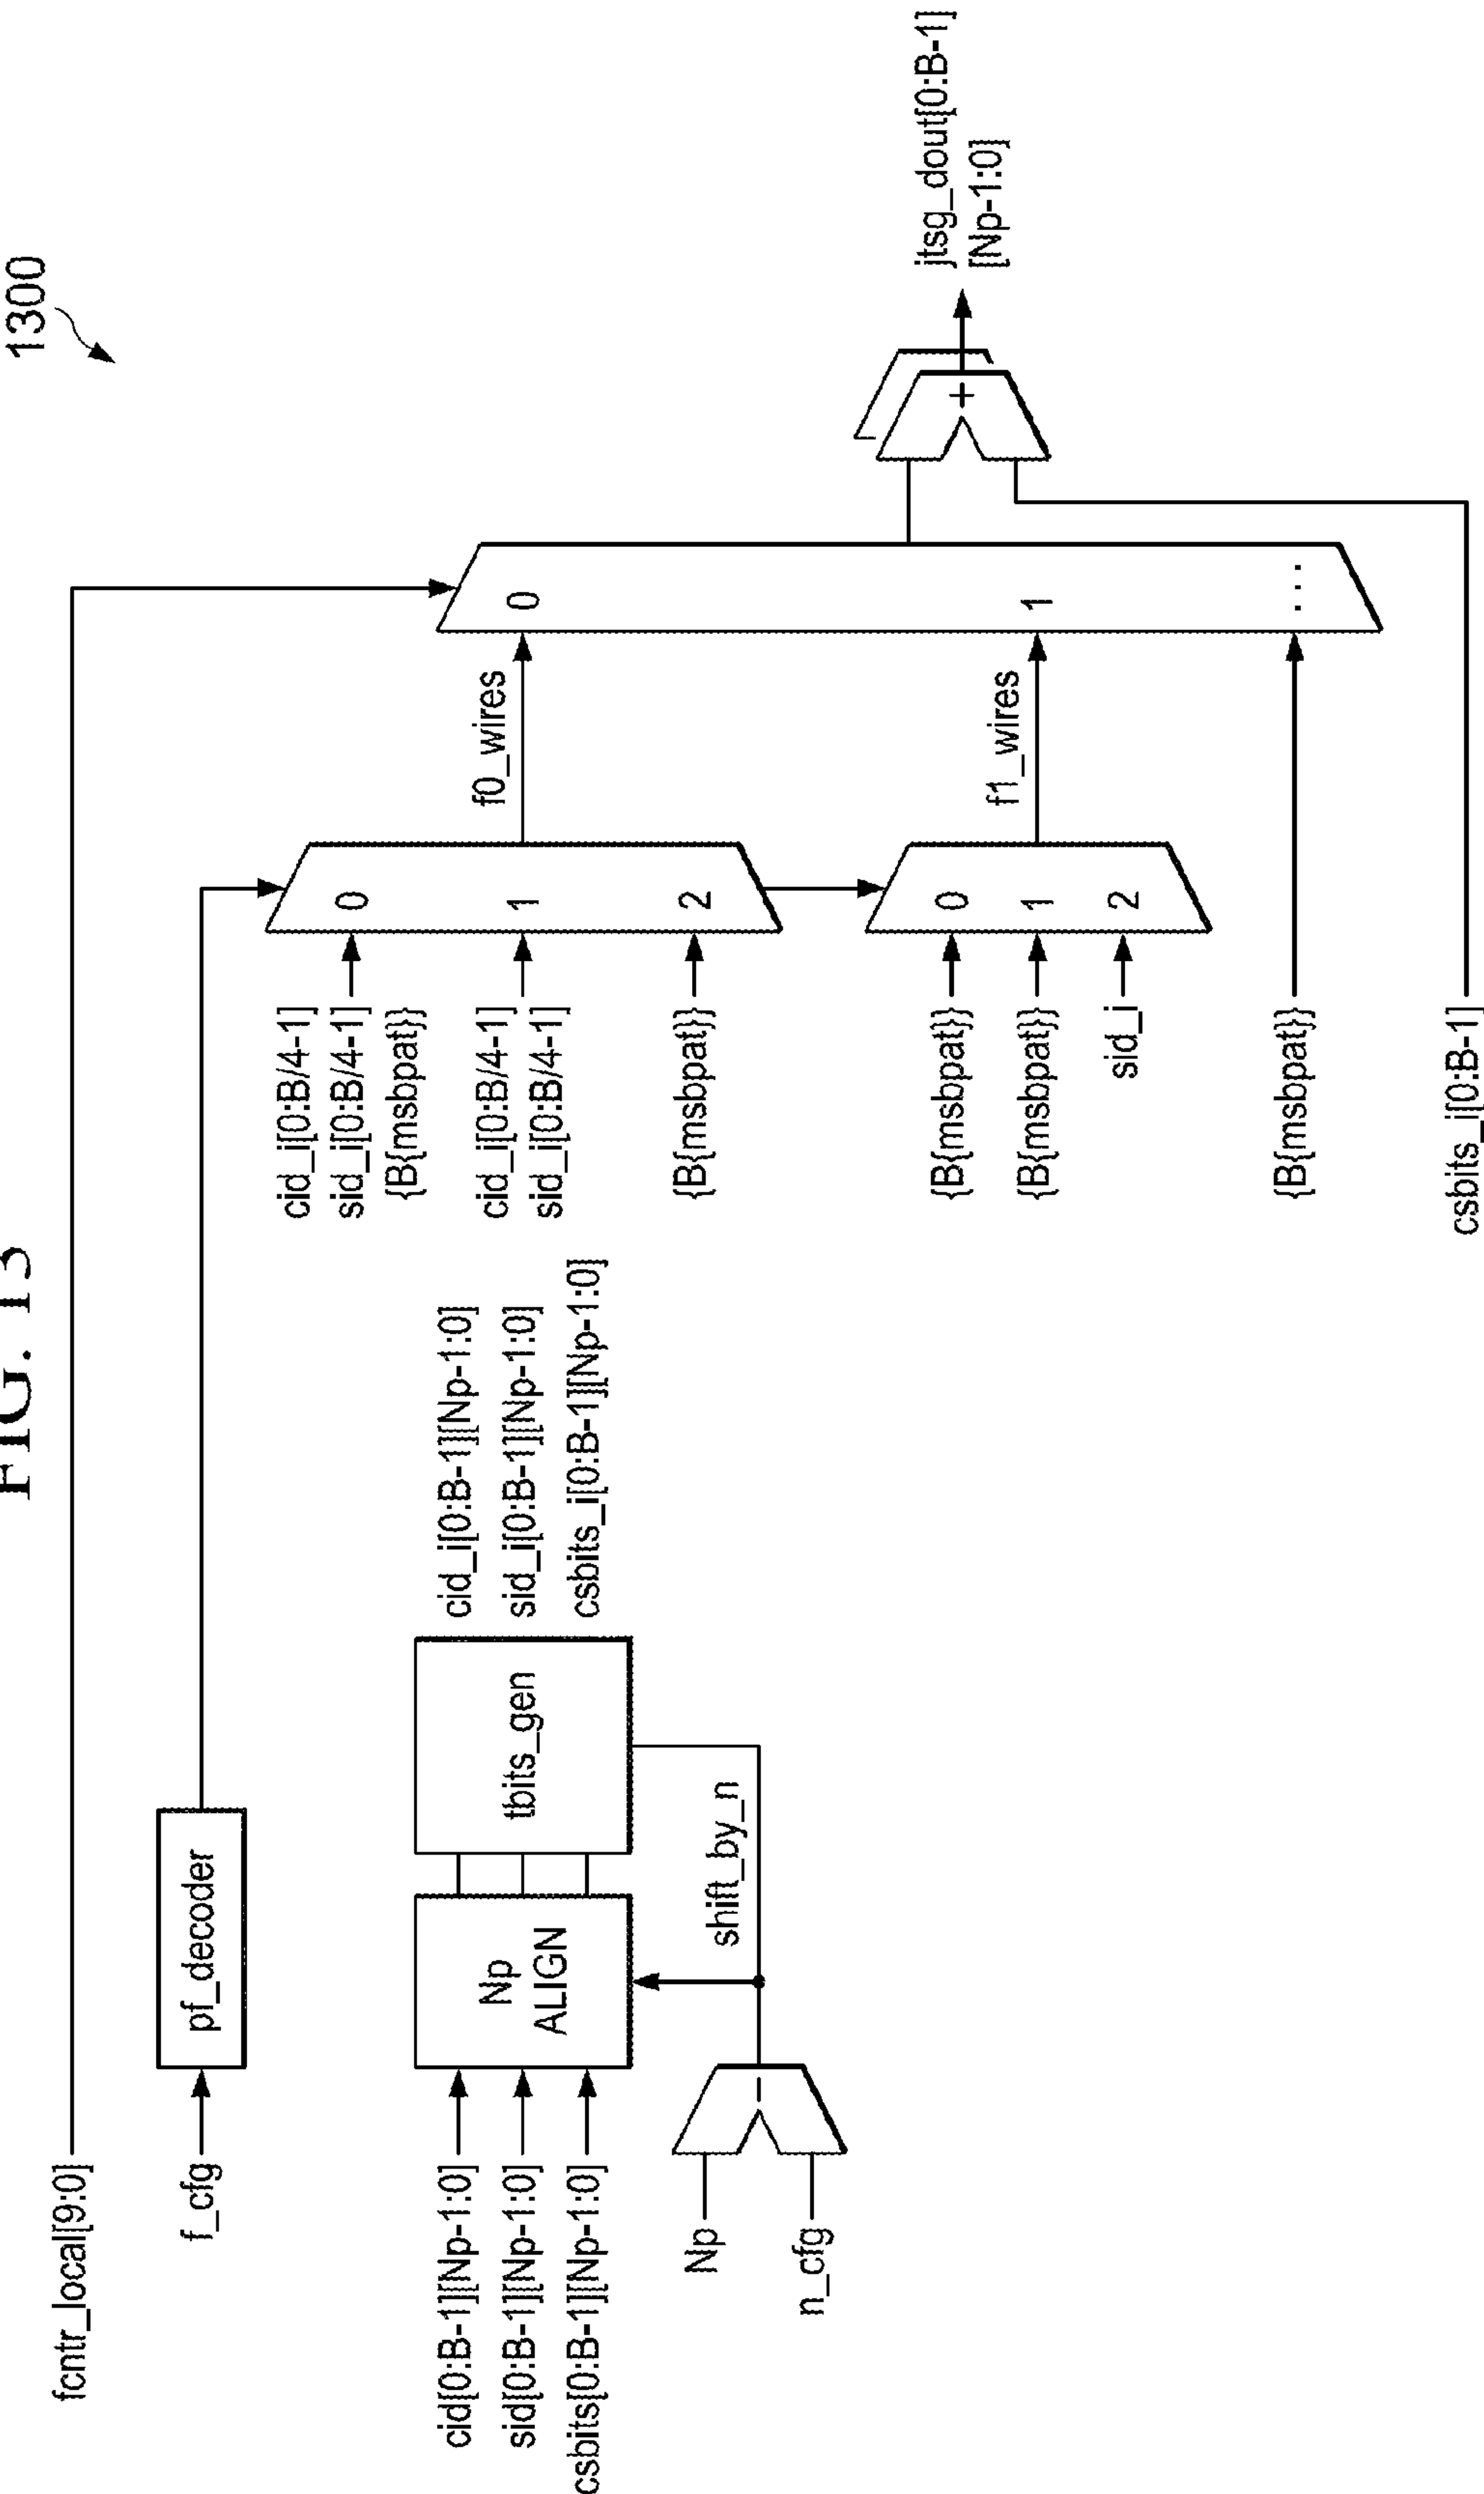 FIG. 13
1300
fcntr_local[9:0]
f_cfg
pf_decoder
cid[0:B-1][Np-1:0]
sid[0:B-1][Np-1:0]
csbits[0:B-1][Np-1:0]
Np
ALIGN
tbits_gen
cid_i[0:B-1][Np-1:0]
sid_i[0:B-1][Np-1:0]
csbits_i[0:B-1][Np-1:0]
Np
n_cfg
−
shift_by_n
cid_i[0:B/4-1]
sid_i[0:B/4-1]
{B{msbpat}}
cid_i[0:B/4-1]
sid_i[0:B/4-1]
{B{msbpat}}
0
1
2
f0_wires
{B{msbpat}}
{B{msbpat}}
sid_i
0
1
2
f1_wires
{B{msbpat}}
0
1
...
csbits_i[0:B-1]
+
jtsg_dout[0:B-1]
[Np-1:0]